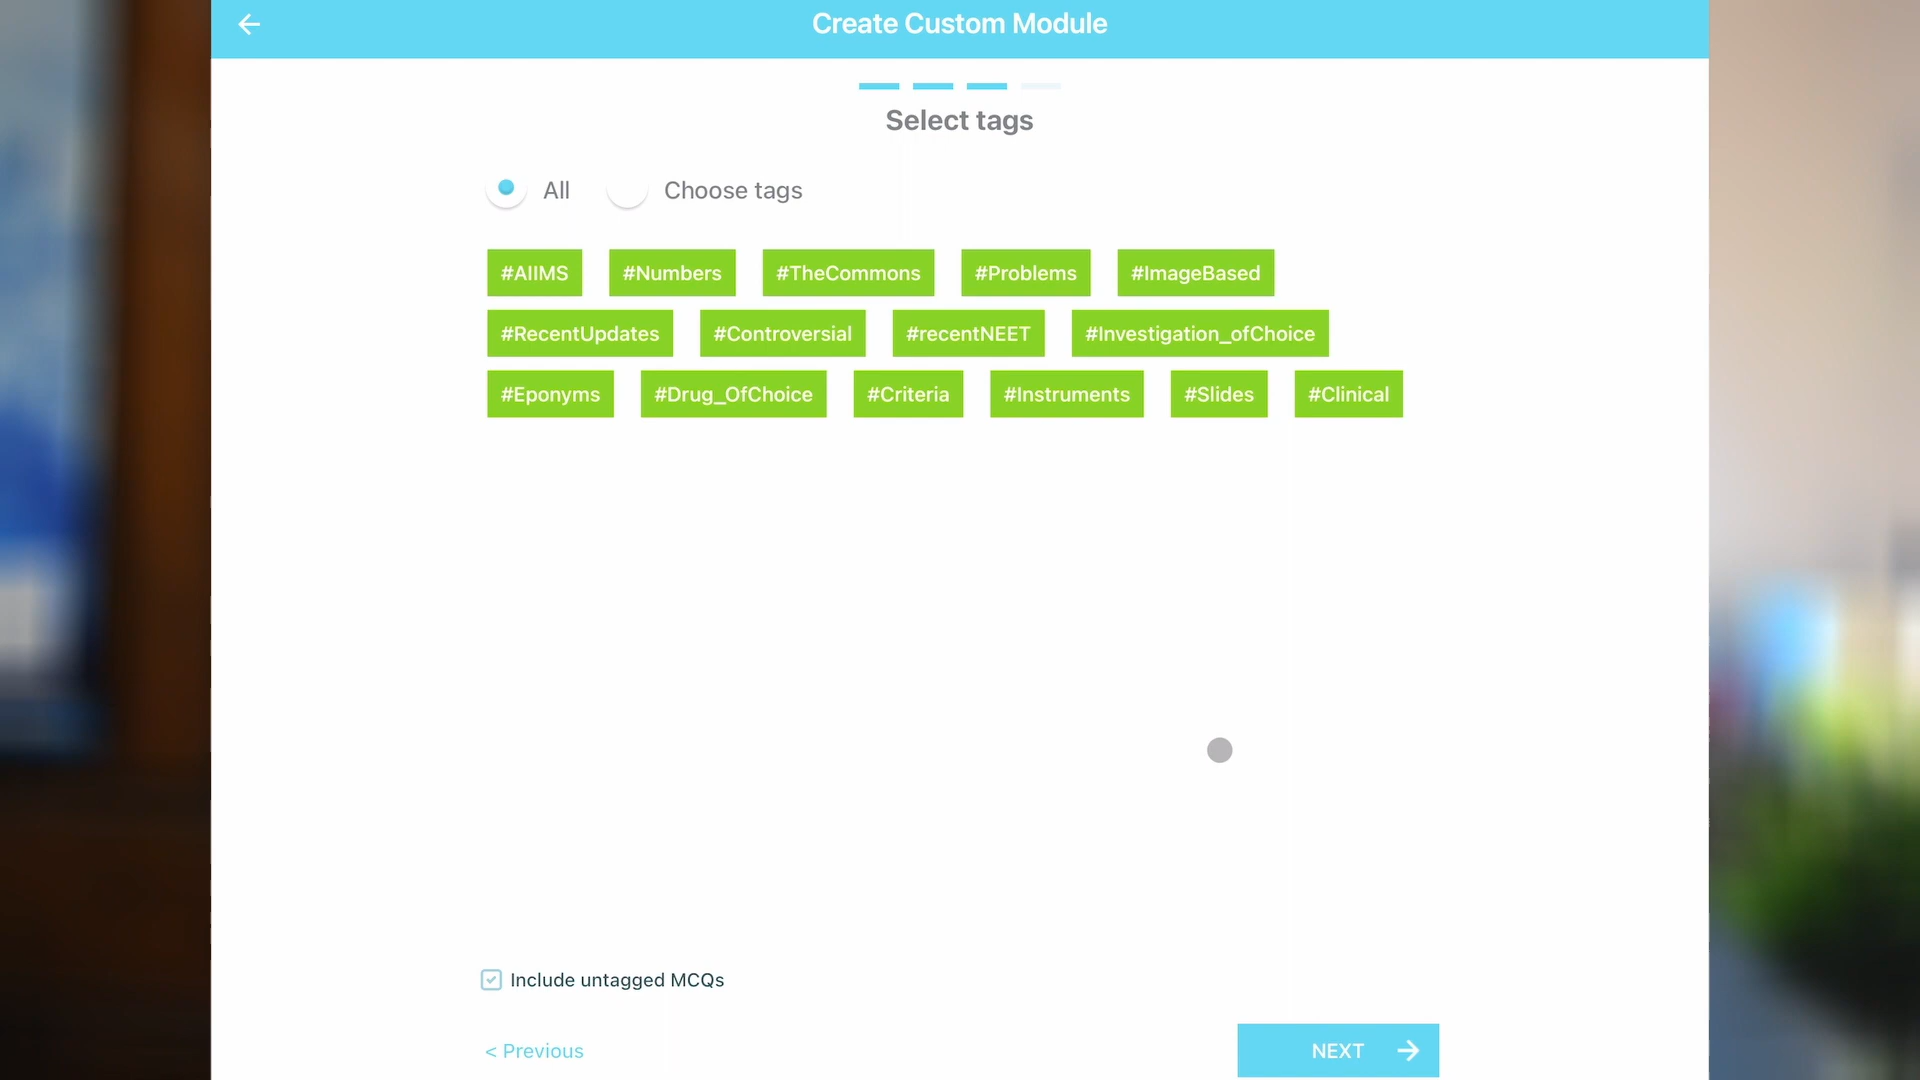 Create Custom Module
Select tags
All Choose tags
#AIIMS #Numbers #TheCommons #Problems #ImageBased
#RecentUpdates #Controversial #recentNEET #Investigation_ofChoice
#Eponyms #Drug_OfChoice #Criteria #Instruments #Slides #Clinical
Include untagged MCQs
< Previous NEXT